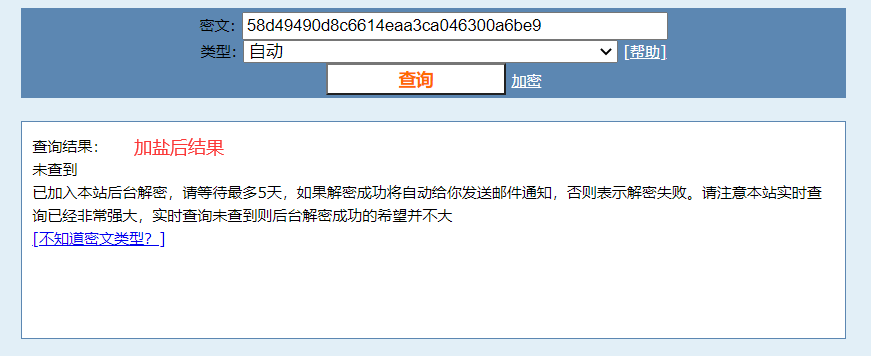 密文: 58d49490d8c6614eaa3ca046300a6be9
类型: 自动 [帮助]
查询 加密
查询结果: 加盐后结果
未查到
已加入本站后台解密，请等待最多5天，如果解密成功将自动给你发送邮件通知，否则表示解密失败。请注意本站实时查
询已经非常强大，实时查询未查到则后台解密成功的希望并不大
[不知道密文类型？]